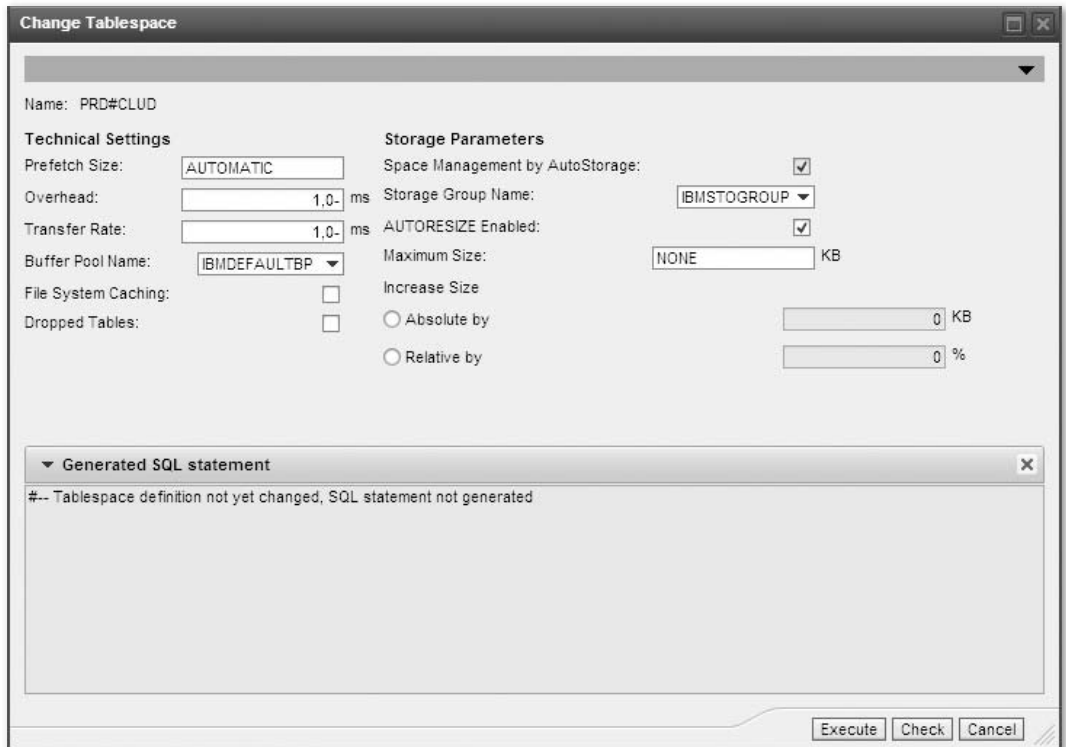 Change Tablespace
Name: PRD#CLUD
Technical Settings
Prefetch Size: AUTOMATIC
Overhead: 1,0- ms
Transfer Rate: 1,0- ms
Buffer Pool Name: IBMDEFAULTBP
File System Caching:
Dropped Tables:
Storage Parameters
Space Management by AutoStorage:
Storage Group Name: IBMSTOGROUP
AUTORESIZE Enabled:
Maximum Size: NONE KB
Increase Size
Absolute by 0 KB
Relative by 0 %
Generated SQL statement
#-- Tablespace definition not yet changed, SQL statement not generated
Execute Check Cancel